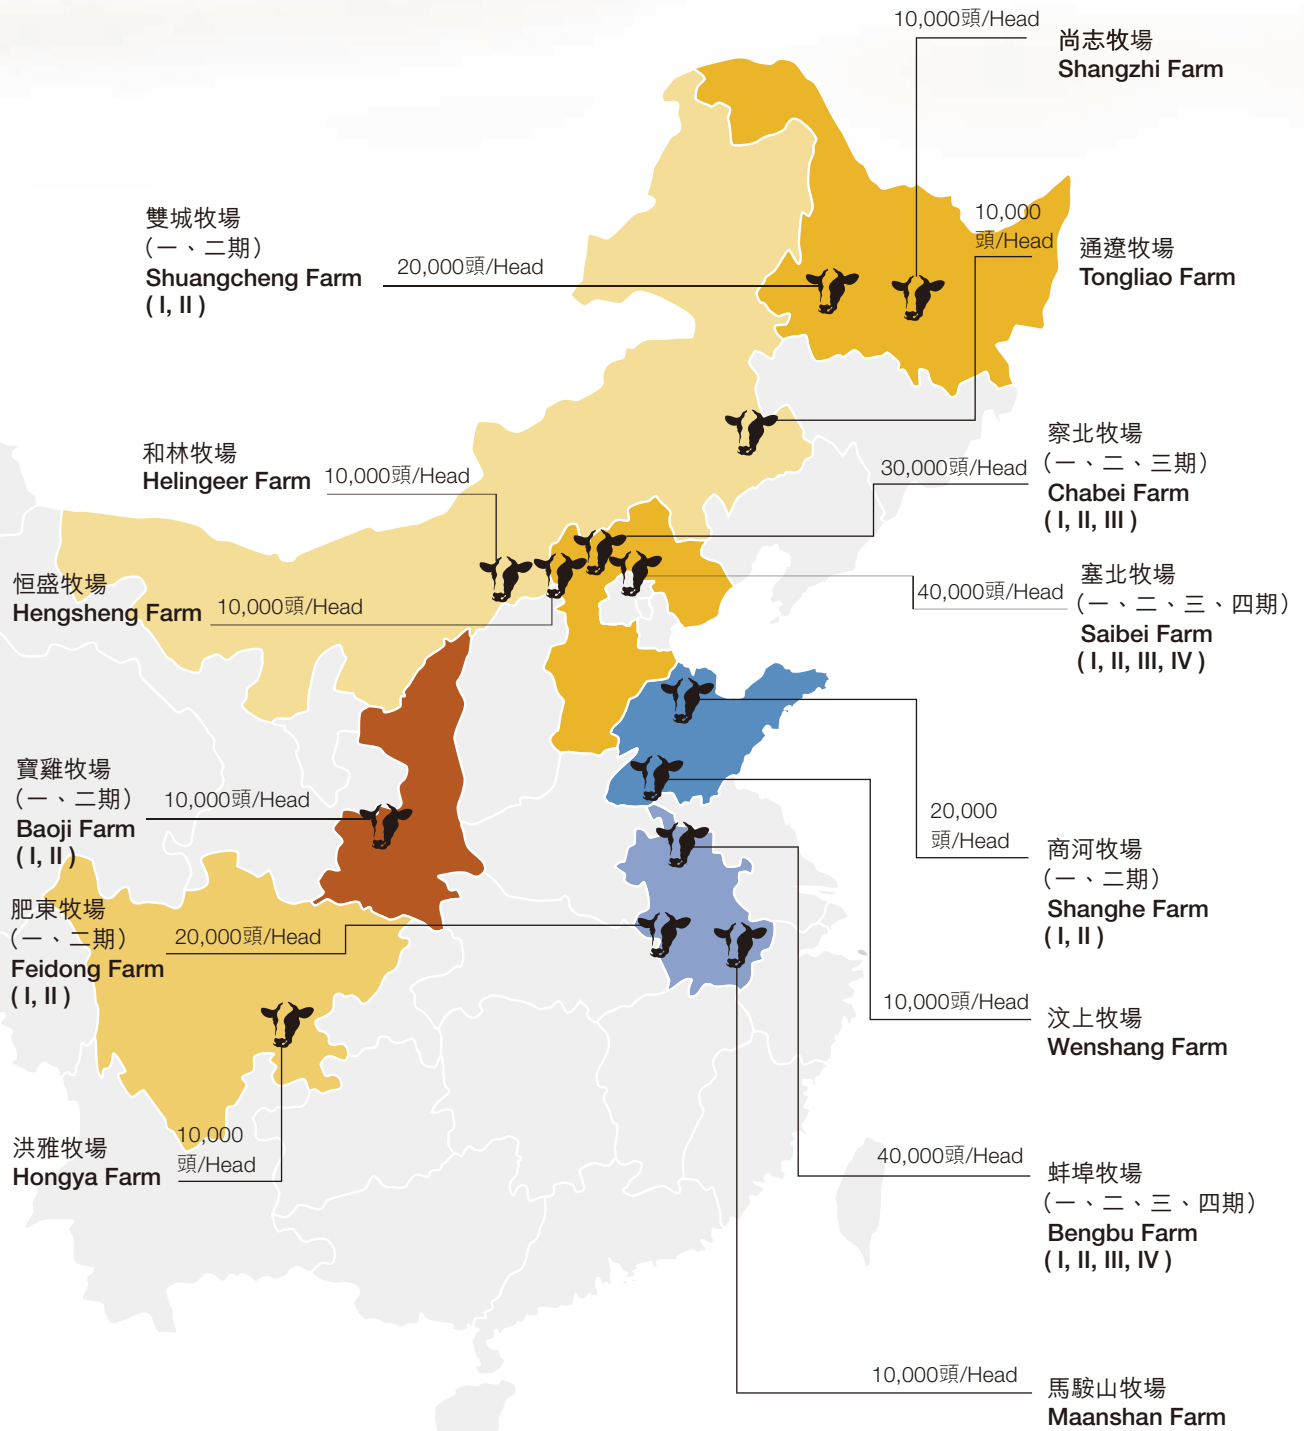 10,000頭/Head
尚志牧場
Shangzhi Farm
雙城牧場
（一、二期）
Shuangcheng Farm
( I, II )
20,000頭/Head
10,000
頭/Head
通遼牧場
Tongliao Farm
和林牧場
Helingeer Farm
10,000頭/Head
30,000頭/Head
察北牧場
（一、二、三期）
Chabei Farm
( I, II, III )
恒盛牧場
Hengsheng Farm
10,000頭/Head
40,000頭/Head
塞北牧場
（一、二、三、四期）
Saibei Farm
( I, II, III, IV )
寶雞牧場
（一、二期）
Baoji Farm
( I, II )
10,000頭/Head
20,000
頭/Head
商河牧場
（一、二期）
Shanghe Farm
( I, II )
肥東牧場
（一、二期）
Feidong Farm
( I, II )
20,000頭/Head
10,000頭/Head
汶上牧場
Wenshang Farm
洪雅牧場
Hongya Farm
10,000
頭/Head
40,000頭/Head
蚌埠牧場
（一、二、三、四期）
Bengbu Farm
( I, II, III, IV )
10,000頭/Head
馬鞍山牧場
Maanshan Farm